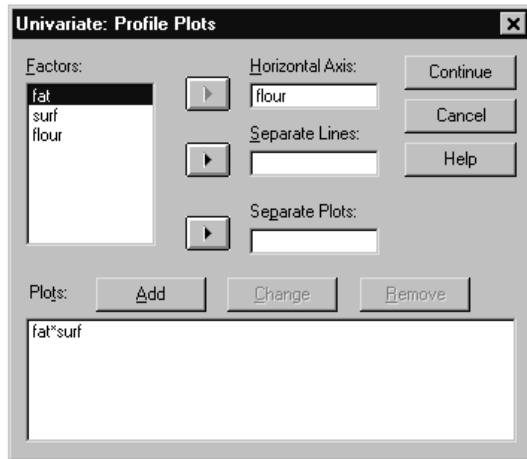 Univariate: Profile Plots
Factors:
fat
surf
flour
Horizontal Axis:
flour
Separate Lines:
Separate Plots:
Continue
Cancel
Help
Plots:
Add
Change
Remove
fat*surf